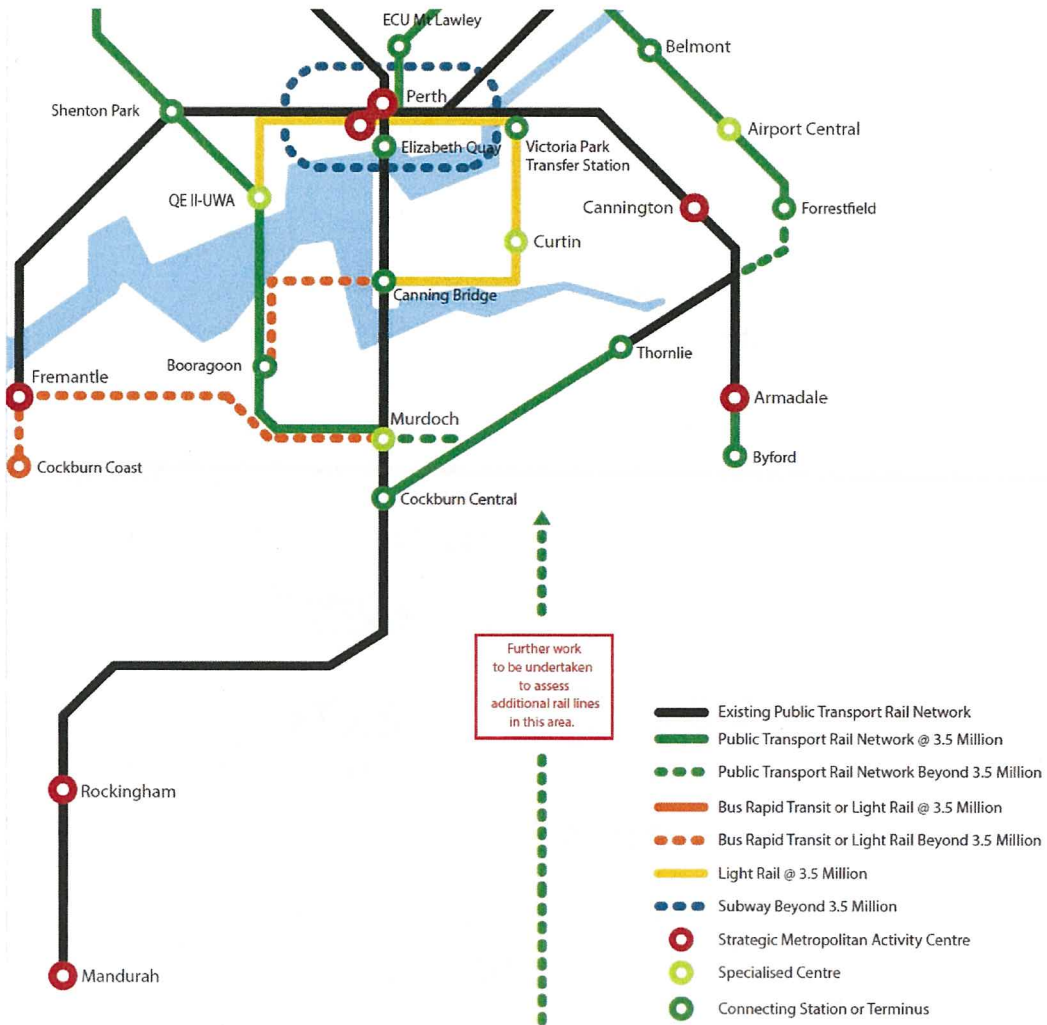 ECU Mt Lawley
Belmont
Shenton Park
Perth
Airport Central
Elizabeth Quay
Victoria Park
Transfer Station
QE II-UWA
Cannington
Forrestfield
Curtin
Canning Bridge
Booragoon
Thornlie
Fremantle
Armadale
Murdoch
Cockburn Coast
Byford
Cockburn Central
Further work
to be undertaken
to assess
additional rail lines
in this area.
Existing Public Transport Rail Network
Public Transport Rail Network @ 3.5 Million
Public Transport Rail Network Beyond 3.5 Million
Bus Rapid Transit or Light Rail @ 3.5 Million
Bus Rapid Transit or Light Rail Beyond 3.5 Million
Light Rail @ 3.5 Million
Subway Beyond 3.5 Million
Strategic Metropolitan Activity Centre
Specialised Centre
Connecting Station or Terminus
Rockingham
Mandurah